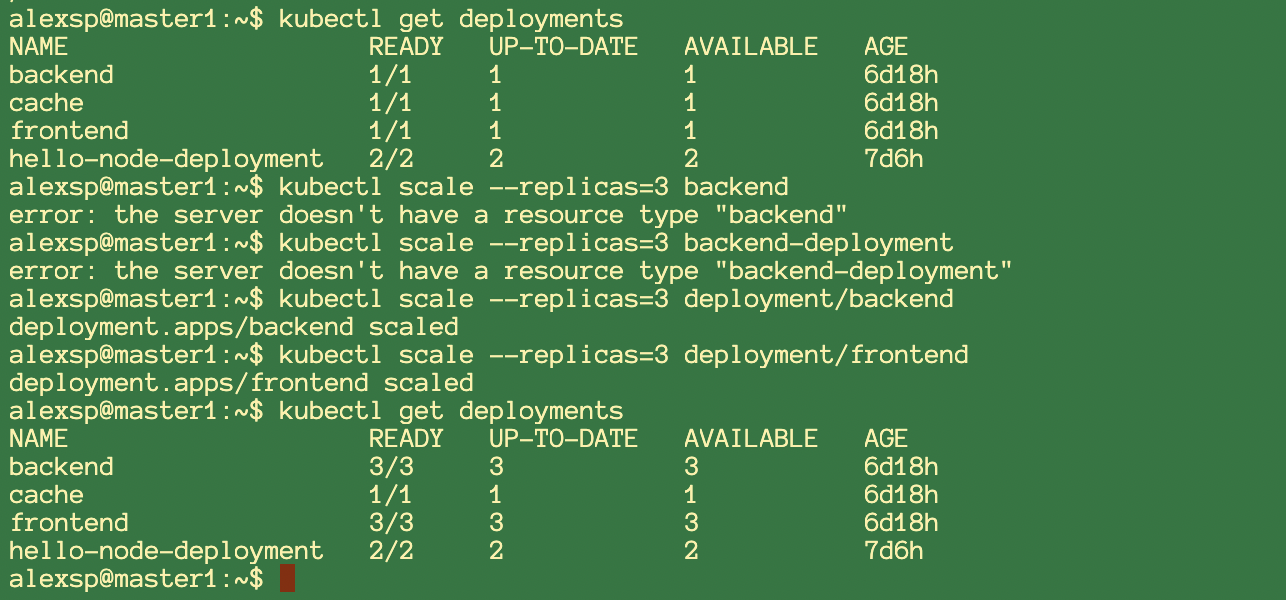 alexsp@master1:~$ kubectl get deployments
NAME READY UP-TO-DATE AVAILABLE AGE
backend 1/1 1 1 6d18h
cache 1/1 1 1 6d18h
frontend 1/1 1 1 6d18h
hello-node-deployment 2/2 2 2 7d6h
alexsp@master1:~$ kubectl scale --replicas=3 backend
error: the server doesn't have a resource type "backend"
alexsp@master1:~$ kubectl scale --replicas=3 backend-deployment
error: the server doesn't have a resource type "backend-deployment"
alexsp@master1:~$ kubectl scale --replicas=3 deployment/backend
deployment.apps/backend scaled
alexsp@master1:~$ kubectl scale --replicas=3 deployment/frontend
deployment.apps/frontend scaled
alexsp@master1:~$ kubectl get deployments
NAME READY UP-TO-DATE AVAILABLE AGE
backend 3/3 3 3 6d18h
cache 1/1 1 1 6d18h
frontend 3/3 3 3 6d18h
hello-node-deployment 2/2 2 2 7d6h
alexsp@master1:~$